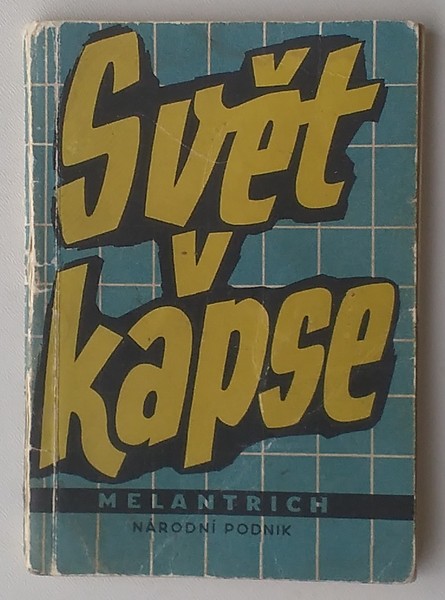 Svět
v
kapse
MELANTRICH
NÁRODNÍ PODNIK